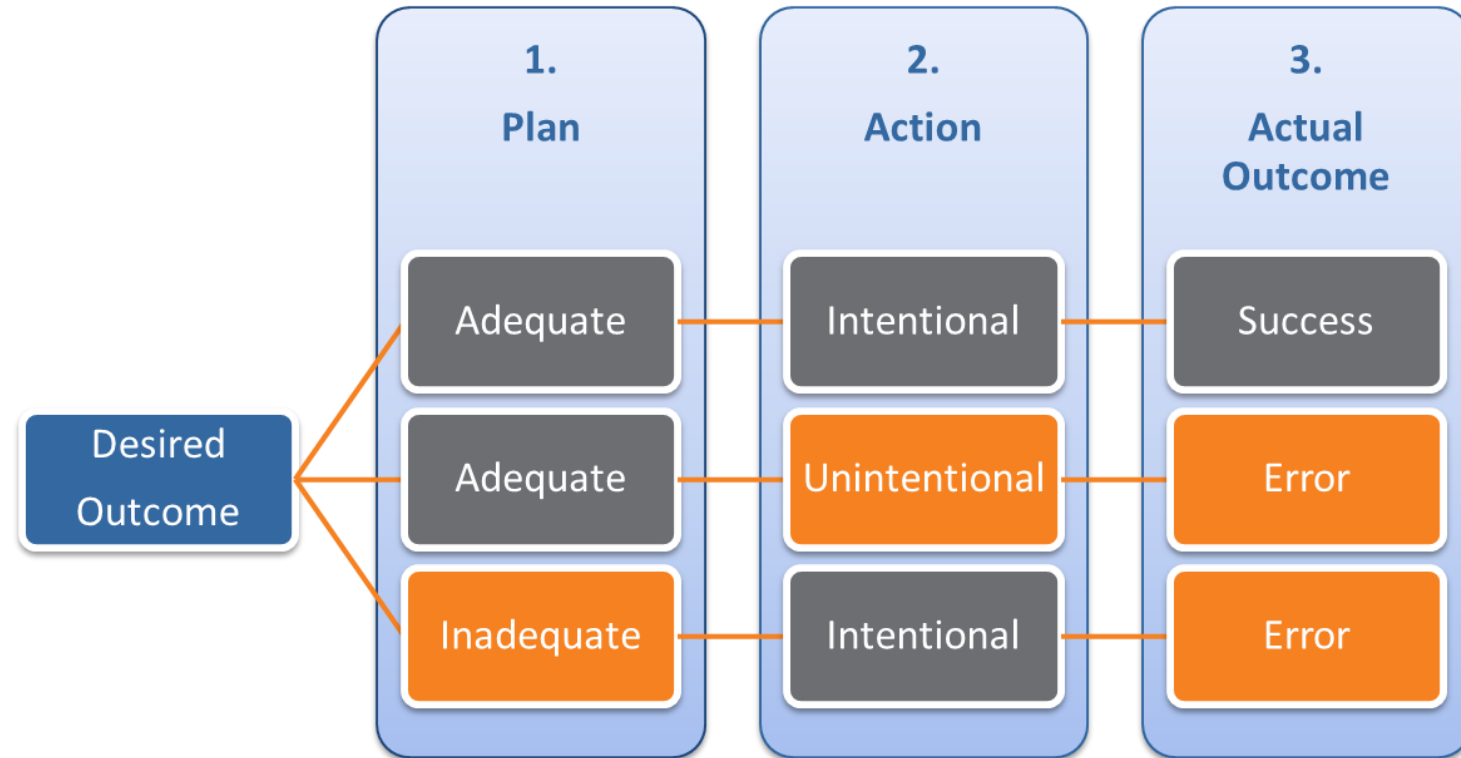 1.
Plan
2.
Action
3.
Actual
Outcome
Desired
Outcome
Adequate
Intentional
Success
Adequate
Unintentional
Error
Inadequate
Intentional
Error